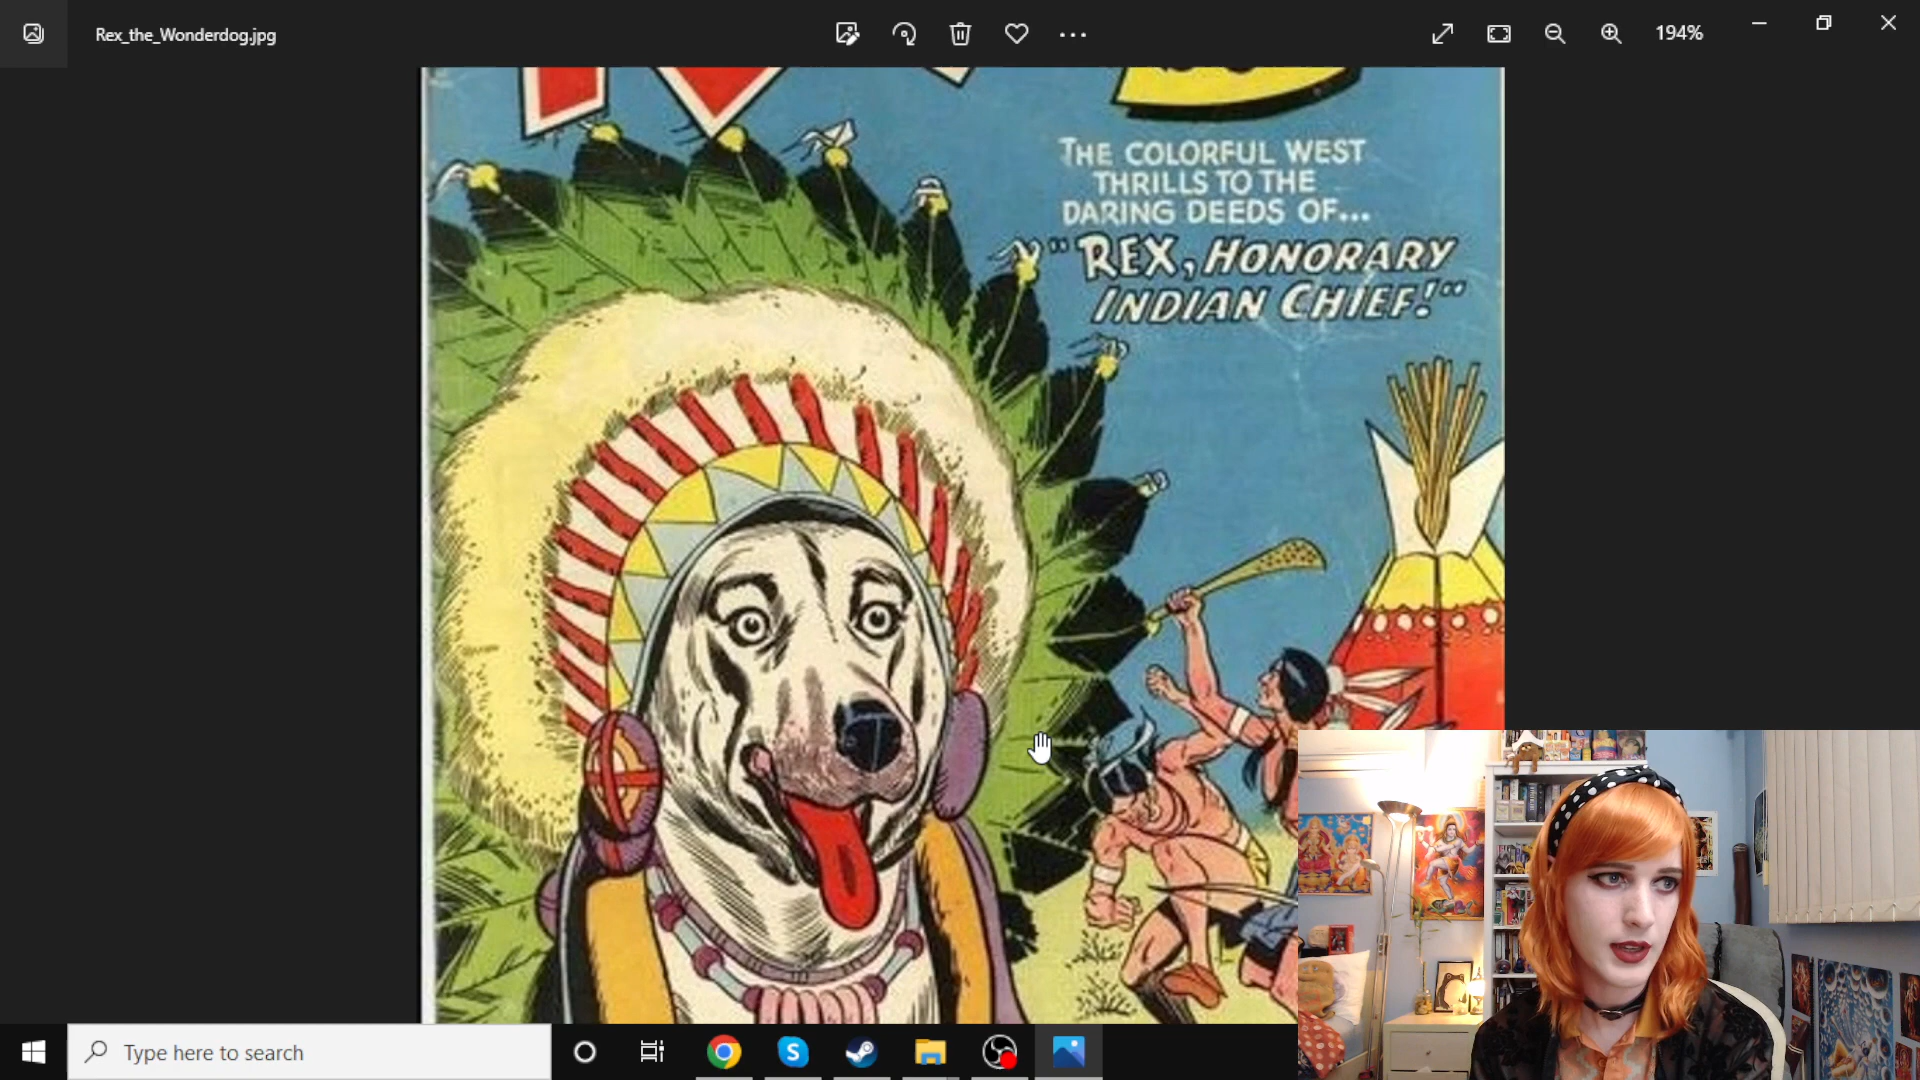 Rex_the_Wonderdog.jpg
194%
THE COLORFUL WEST
THRILLS TO THE
DARING DEEDS OF...
"REX, HONORARY
INDIAN CHIEF!"
Type here to search